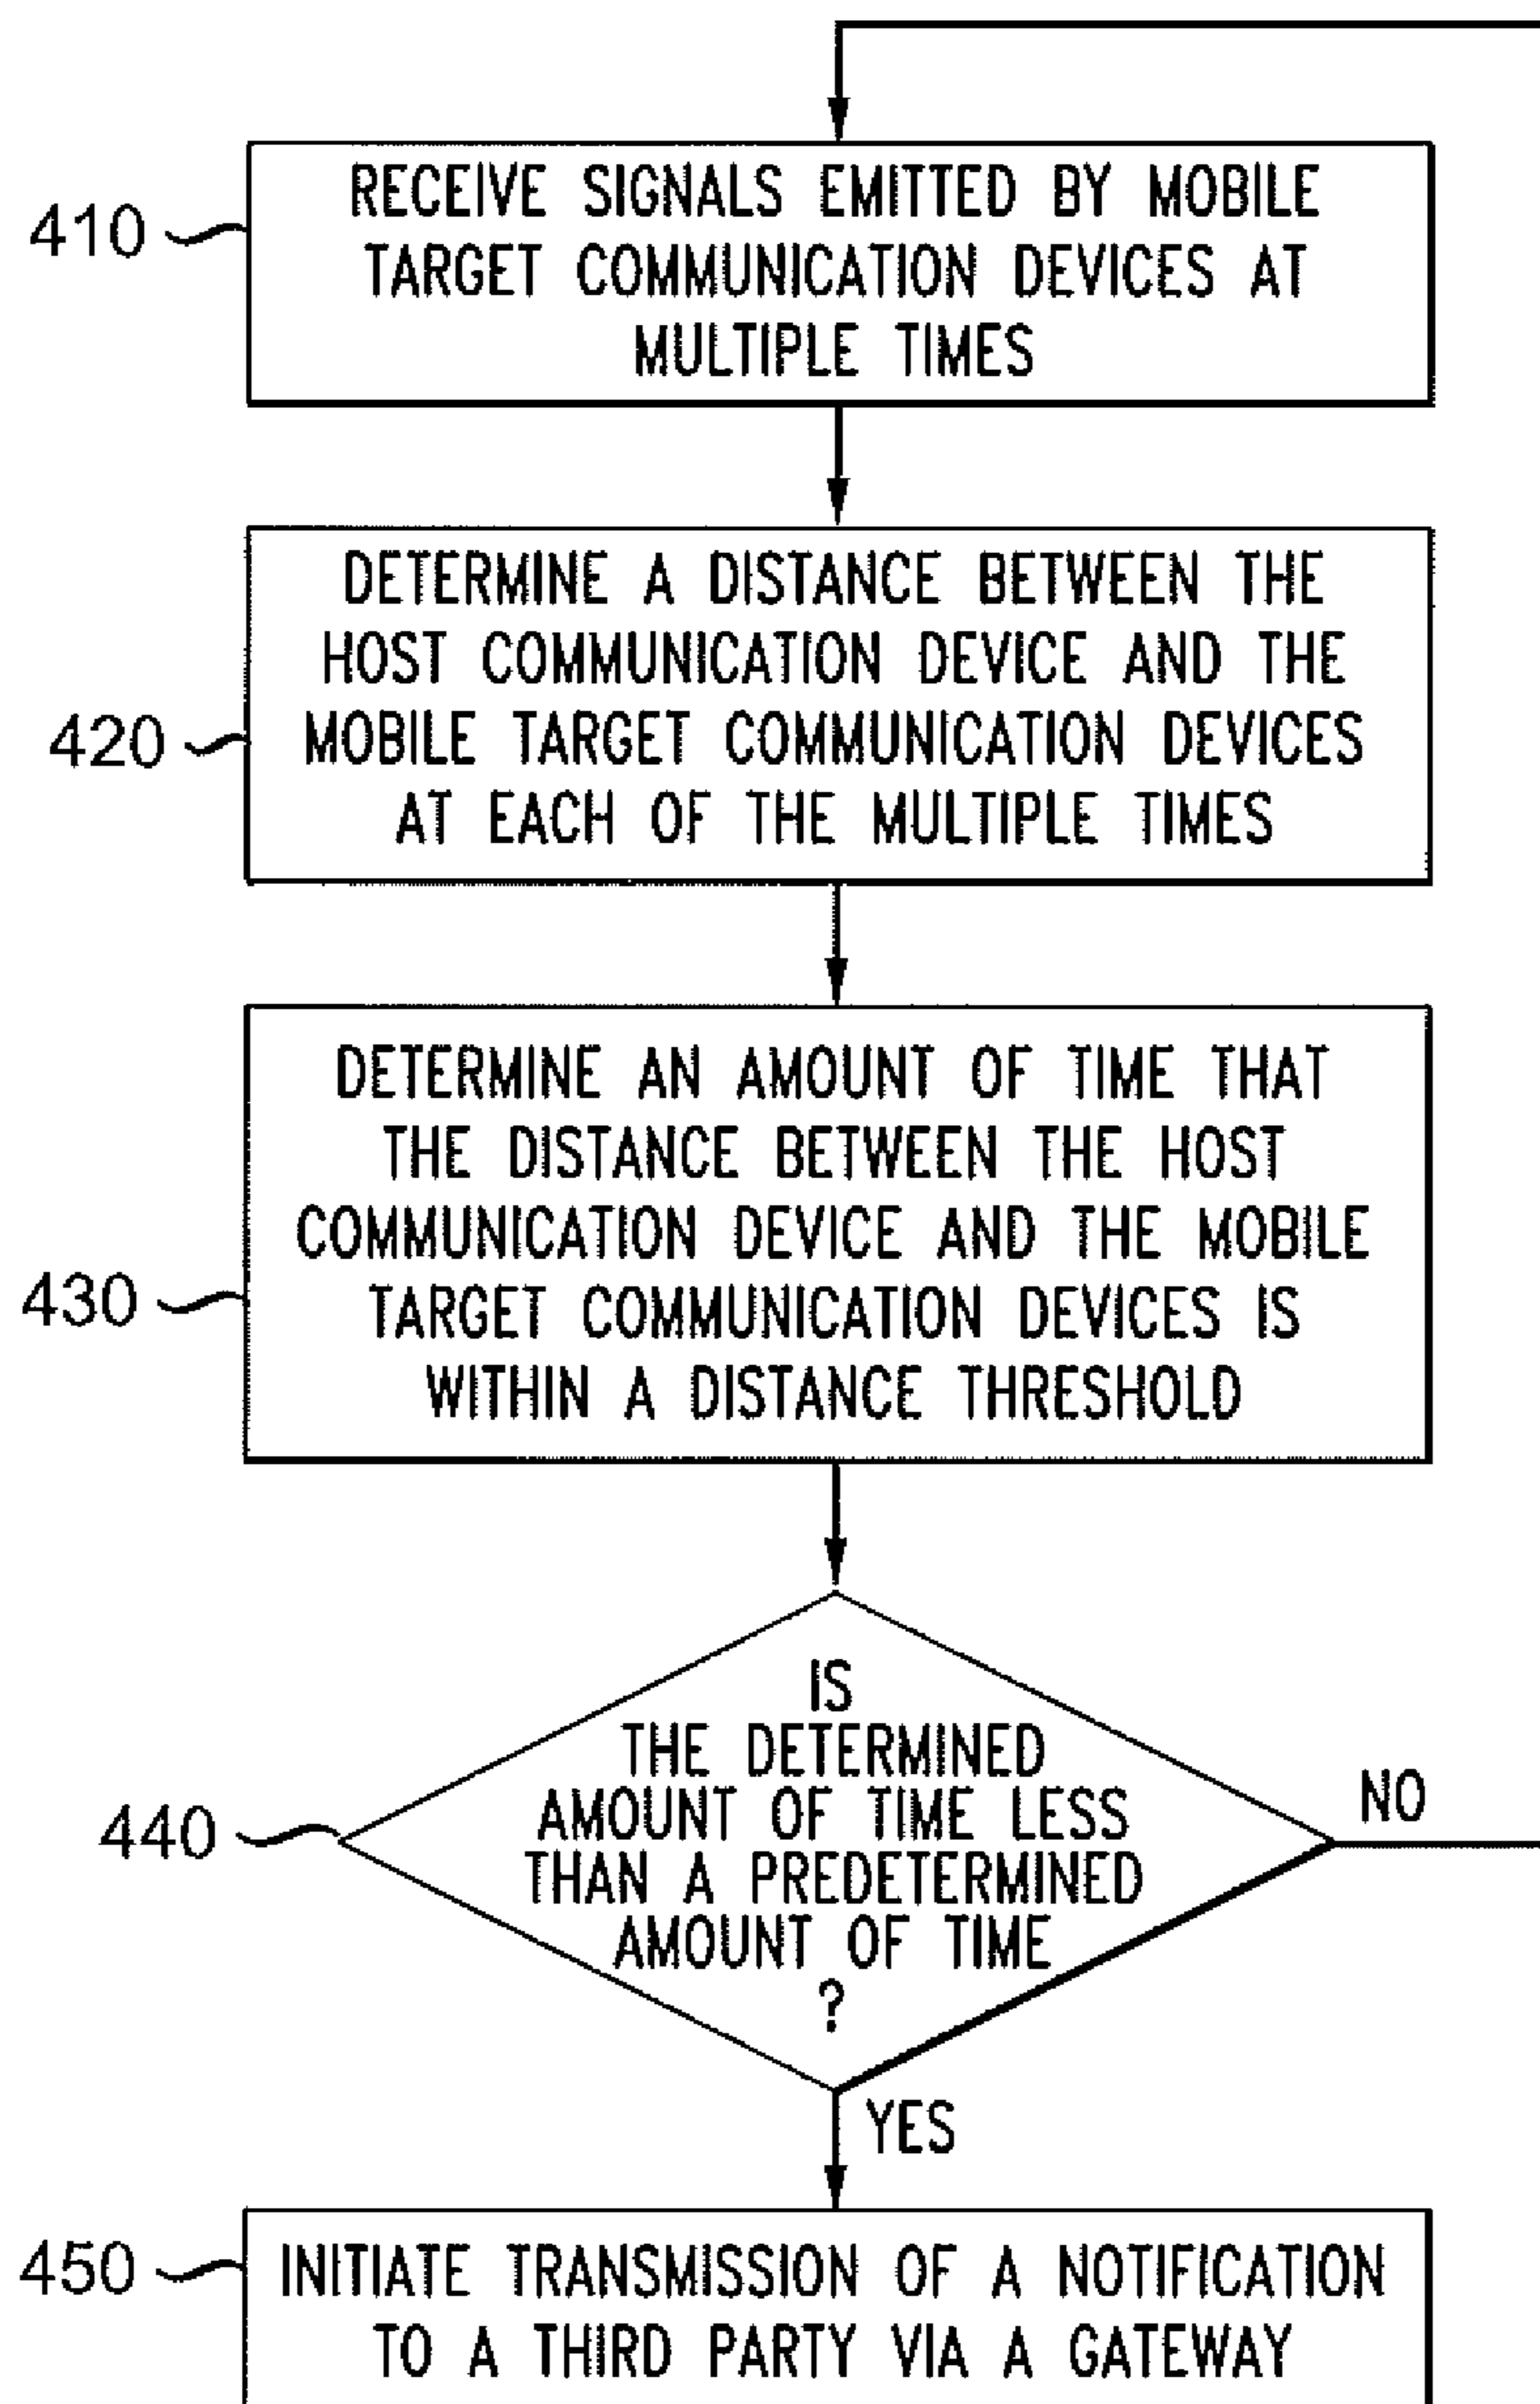 410
RECEIVE SIGNALS EMITTED BY MOBILE
TARGET COMMUNICATION DEVICES AT
MULTIPLE TIMES
420
DETERMINE A DISTANCE BETWEEN THE
HOST COMMUNICATION DEVICE AND THE
MOBILE TARGET COMMUNICATION DEVICES
AT EACH OF THE MULTIPLE TIMES
430
DETERMINE AN AMOUNT OF TIME THAT
THE DISTANCE BETWEEN THE HOST
COMMUNICATION DEVICE AND THE MOBILE
TARGET COMMUNICATION DEVICES IS
WITHIN A DISTANCE THRESHOLD
440
IS
THE DETERMINED
AMOUNT OF TIME LESS
THAN A PREDETERMINED
AMOUNT OF TIME
?
NO
YES
450
INITIATE TRANSMISSION OF A NOTIFICATION
TO A THIRD PARTY VIA A GATEWAY